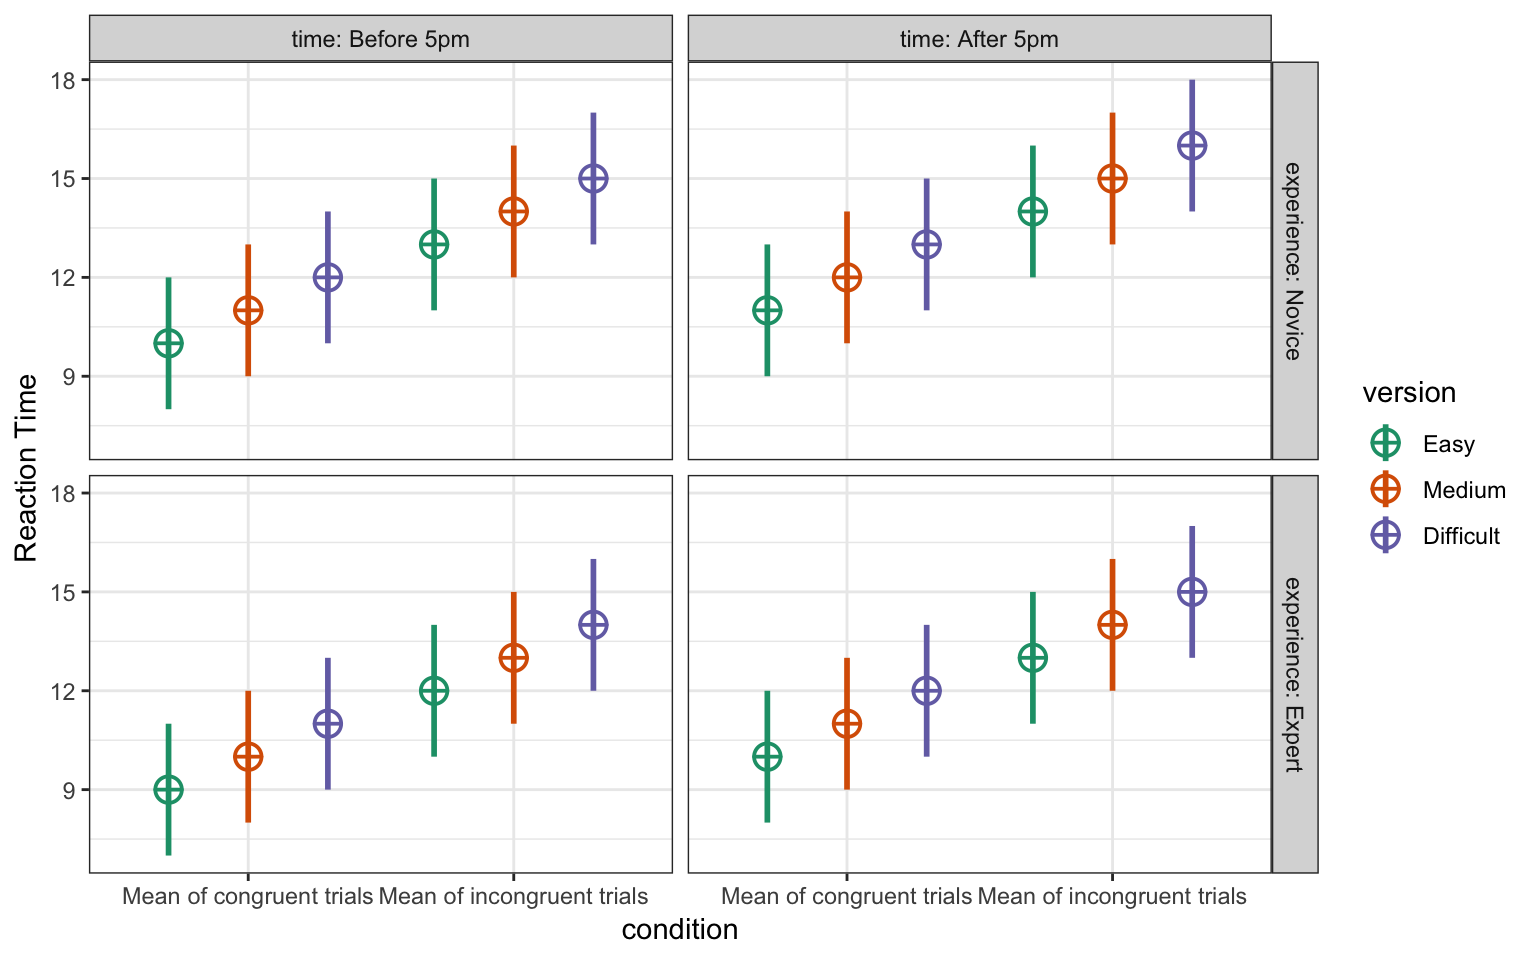 time: Before 5pm
time: After 5pm
18
15
12
9
experience: Novice
18
15
12
9
experience: Expert
Reaction Time
Mean of congruent trials
Mean of incongruent trials
Mean of congruent trials
Mean of incongruent trials
condition
version
Easy
Medium
Difficult